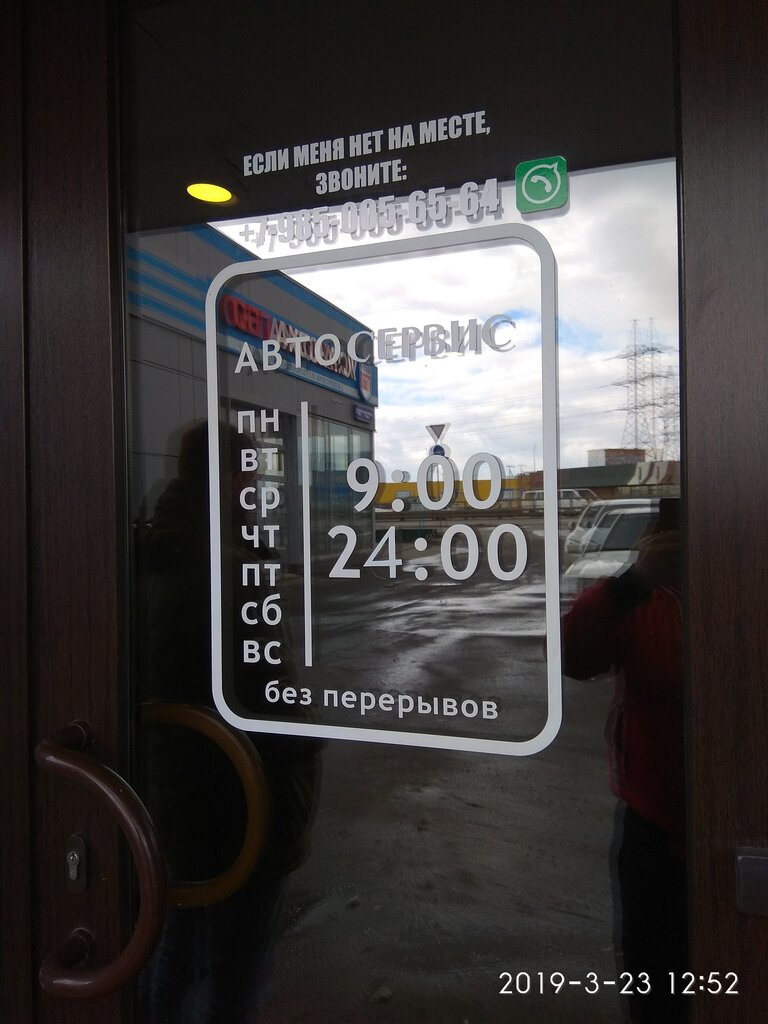 ЕСЛИ МЕНЯ НЕТ НА МЕСТЕ,
ЗВОНИТЕ:
+7-985-005-65-64
АВТОСЕРВИС
ПН
ВТ
СР
ЧТ
ПТ
СБ
ВС
9:00
24:00
без перерывов
2019-3-23 12:52